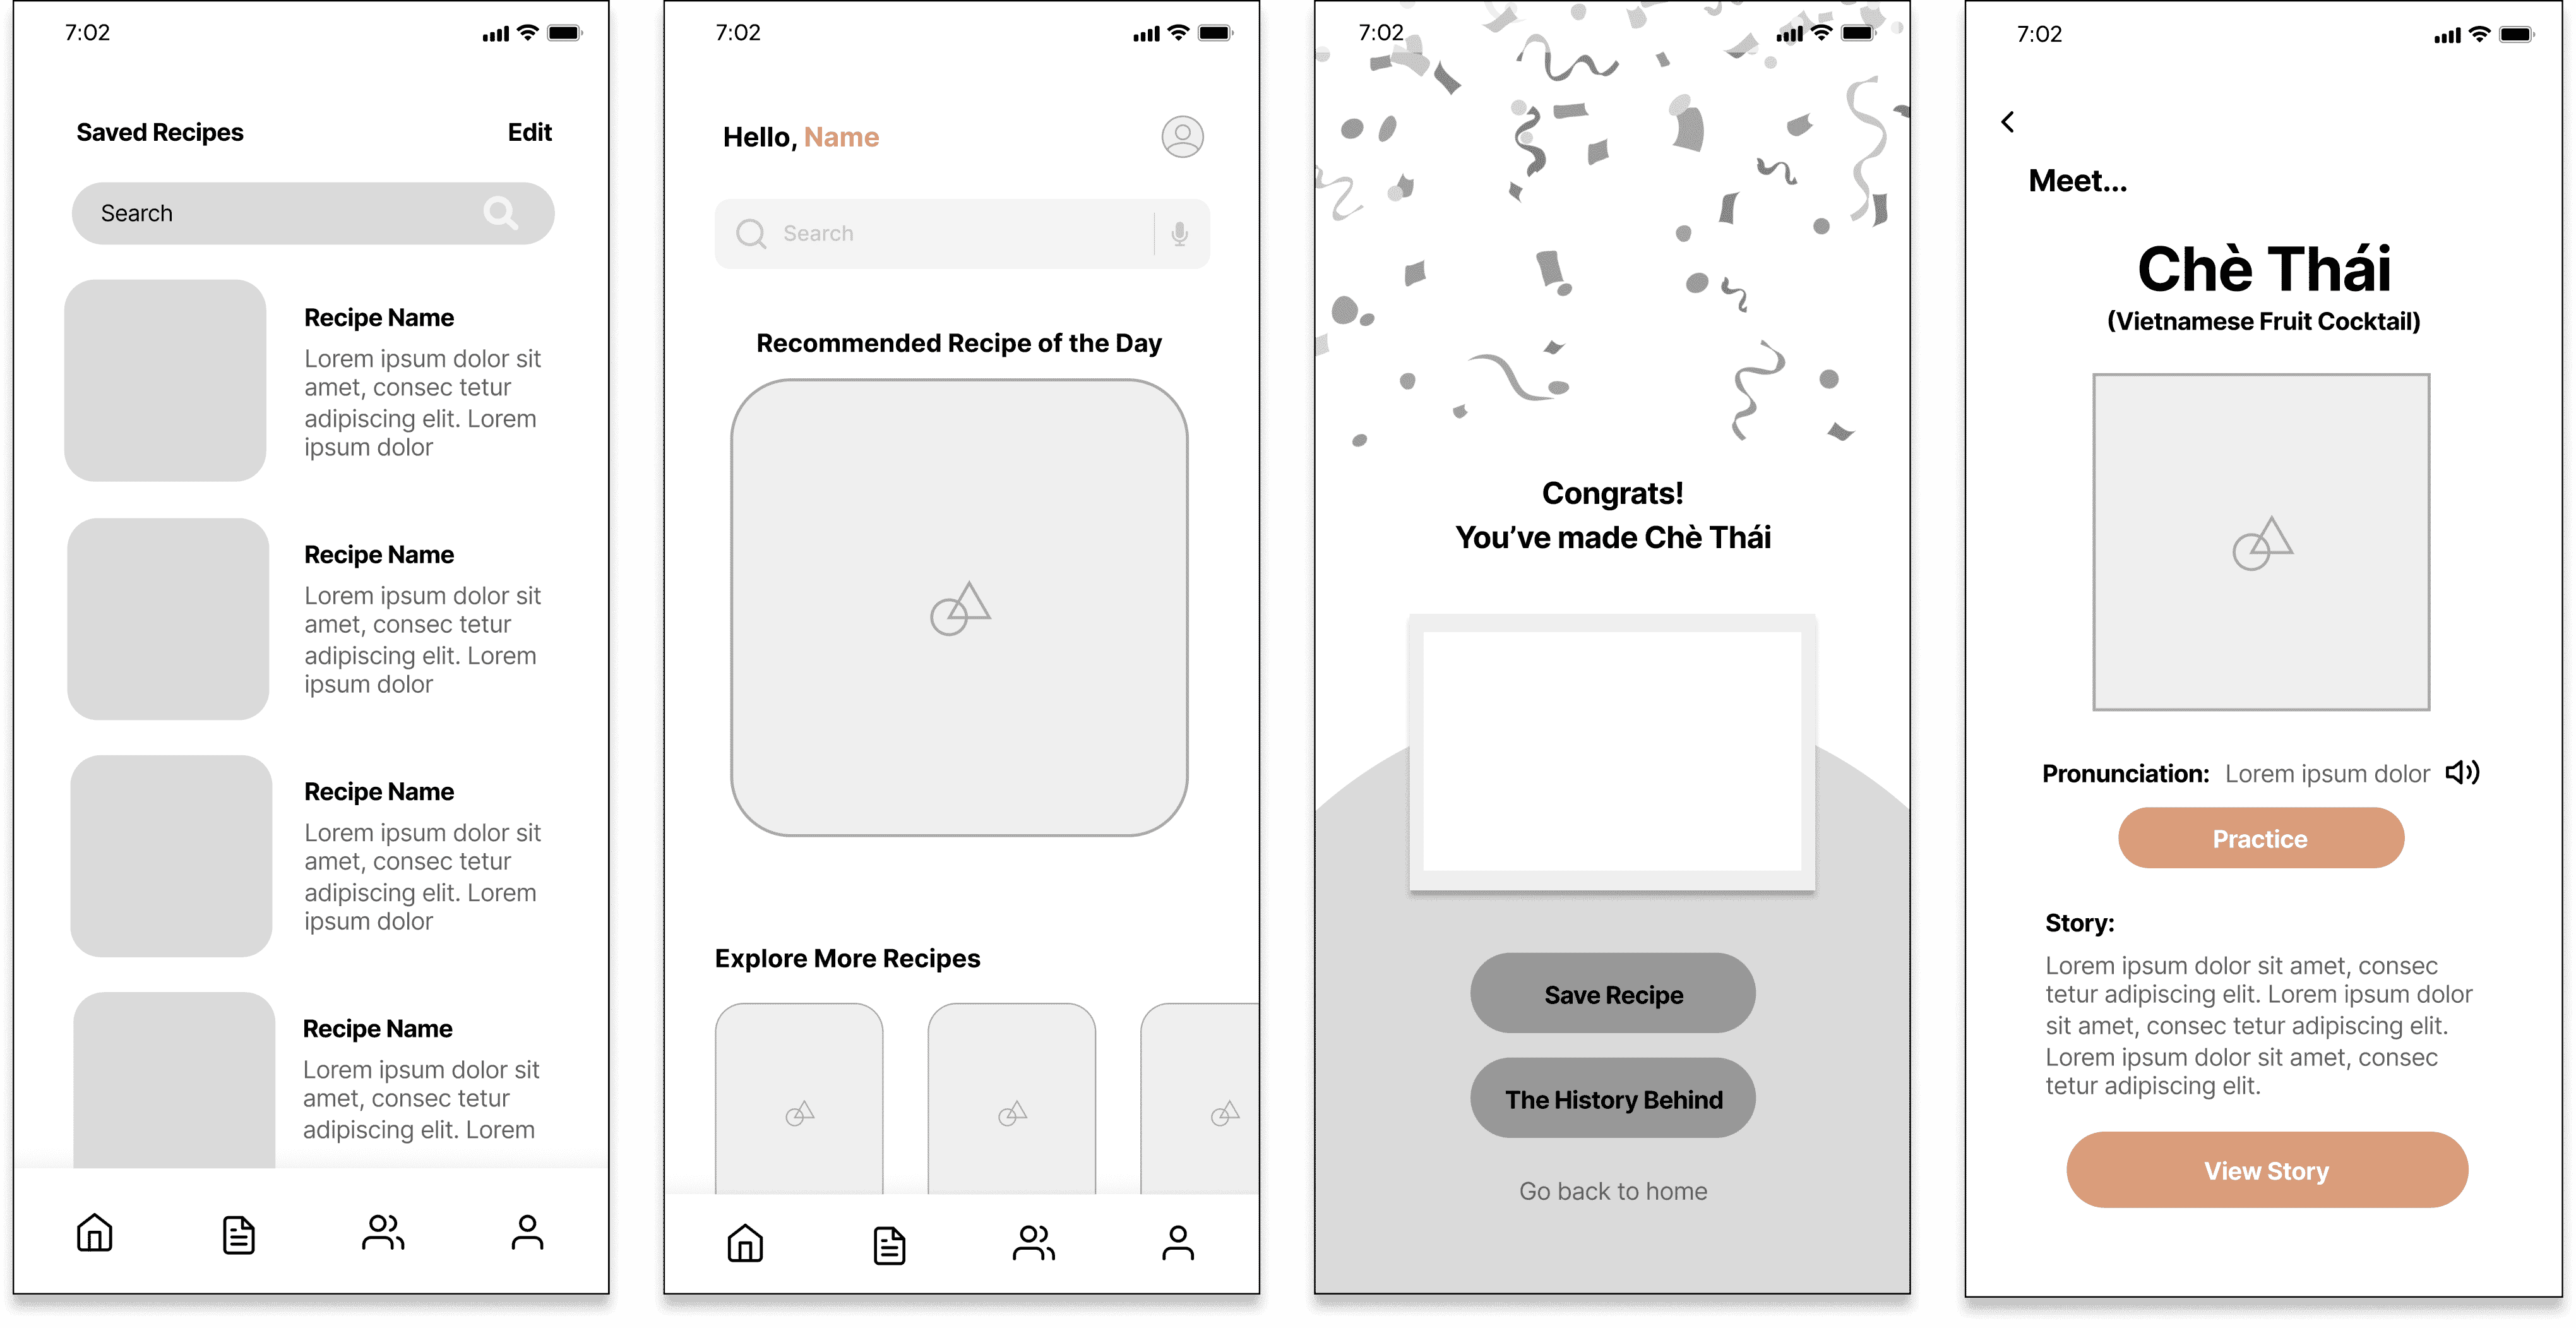 7:02
Saved Recipes
Edit
Search
Recipe Name
Lorem ipsum dolor sit
amet, consec tetur
adipiscing elit. Lorem
ipsum dolor
Recipe Name
Lorem ipsum dolor sit
amet, consec tetur
adipiscing elit. Lorem
ipsum dolor
Recipe Name
Lorem ipsum dolor sit
amet, consec tetur
adipiscing elit. Lorem
ipsum dolor
Recipe Name
Lorem ipsum dolor sit
amet, consec tetur
adipiscing elit. Lorem
7:02
Hello, Name
Search
Recommended Recipe of the Day
Explore More Recipes
7:02
Congrats!
You’ve made Chè Thái
Save Recipe
The History Behind
Go back to home
7:02
Meet...
Chè Thái
(Vietnamese Fruit Cocktail)
Pronunciation: Lorem ipsum dolor
Practice
Story:
Lorem ipsum dolor sit amet, consec
tetur adipiscing elit. Lorem ipsum dolor
sit amet, consec tetur adipiscing elit.
Lorem ipsum dolor sit amet, consec
tetur adipiscing elit.
View Story